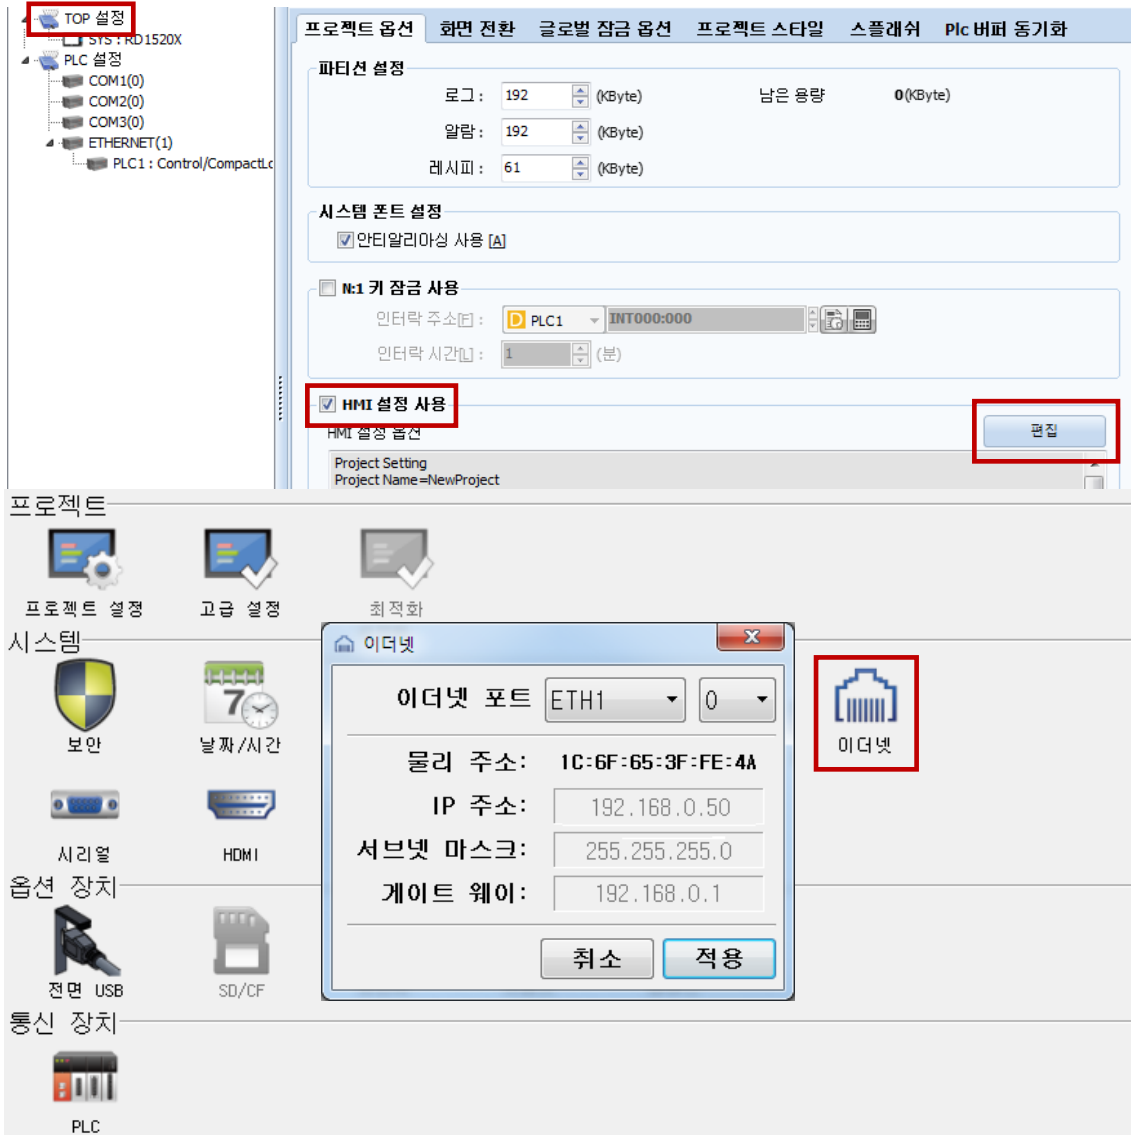 TOP 설정
SYS : RD1520X
PLC 설정
COM1(0)
COM2(0)
COM3(0)
ETHERNET(1)
PLC1 : Control/CompactLc
프로젝트 옵션 화면 전환 글로벌 잠금 옵션 프로젝트 스타일 스플래쉬 Plc 버퍼 동기화
파티션 설정
로그 : 192 (KByte) 남은 용량 0(KByte)
알람 : 192 (KByte)
레시피 : 61 (KByte)
시스템 폰트 설정
안티알리아싱 사용 [A]
N:1 키 잠금 사용
인터락 주소[F] : D PLC1 INT000:000
인터락 시간[L] : 1 (분)
HMI 설정 사용
HMI 설정 옵션 편집
Project Setting
Project Name=NewProject
프로젝트
프로젝트 설정 고급 설정 최적화
시스템
보안 날짜/시간 이더넷
시리얼 HDMI
옵션 장치
전면 USB SD/CF
통신 장치
PLC
이더넷
이더넷 포트 ETH1 0
물리 주소: 1C:6F:65:3F:FE:4A
IP 주소: 192.168.0.50
서브넷 마스크: 255.255.255.0
게이트 웨이: 192.168.0.1
취소 적용